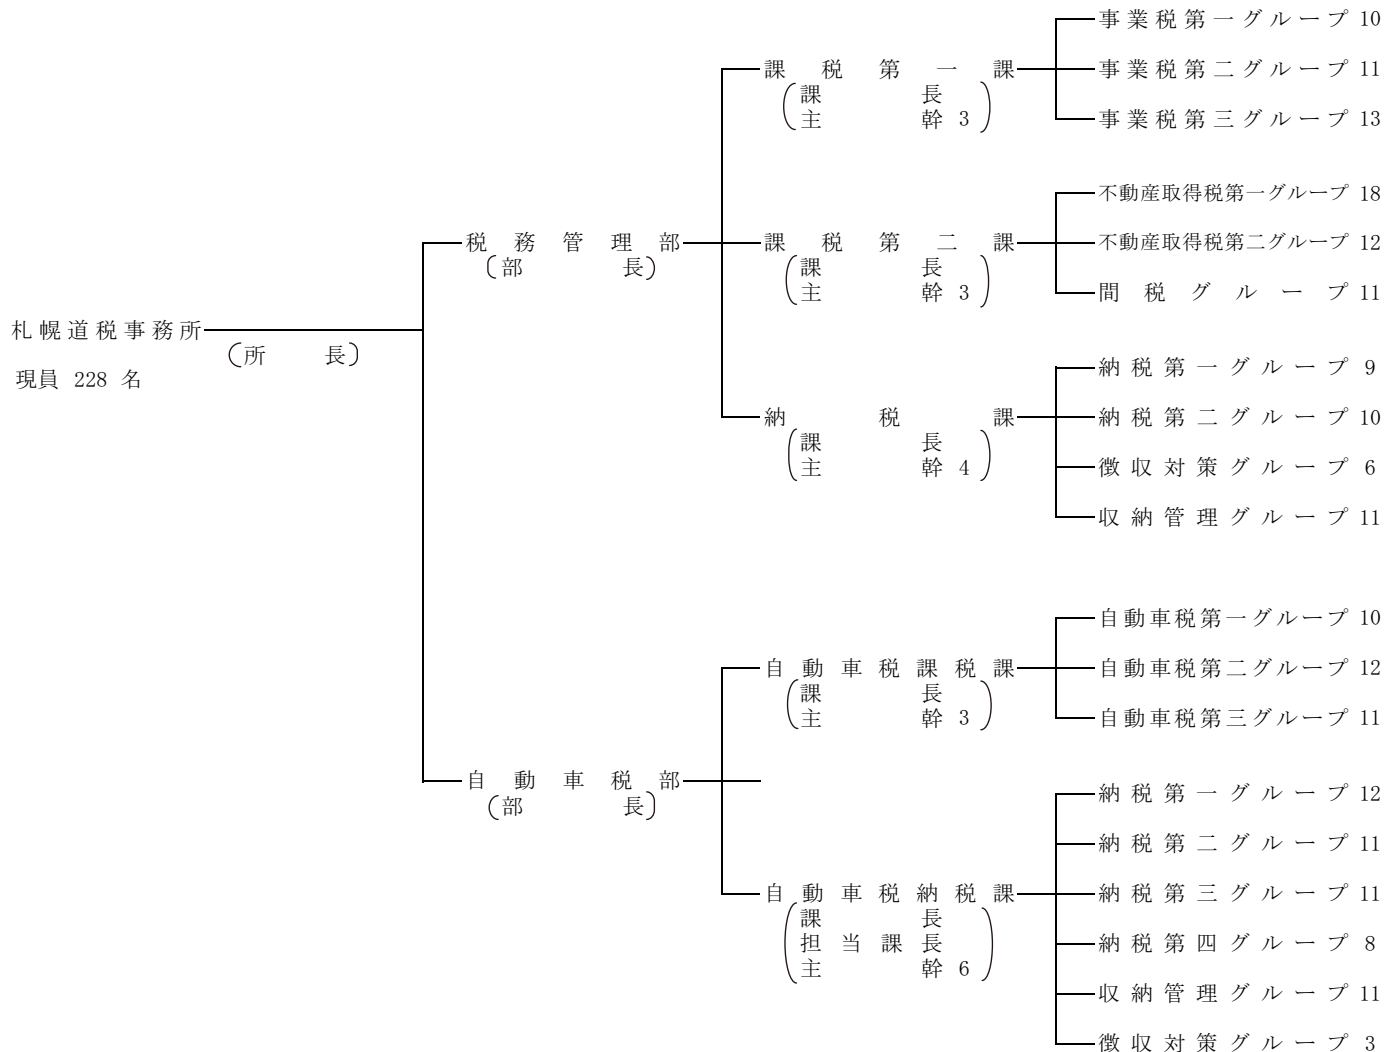 札幌道税事務所
(所長)
現員 228 名
税務管理部
(部長)
課税第一課
(課長
主幹 3)
事業税第一グループ 10
事業税第二グループ 11
事業税第三グループ 13
課税第二課
(課長
主幹 3)
不動産取得税第一グループ 18
不動産取得税第二グループ 12
間税グループ 11
納税課
(課長
主幹 4)
納税第一グループ 9
納税第二グループ 10
徴収対策グループ 6
収納管理グループ 11
自動車税部
(部長)
自動車税課税課
(課長
主幹 3)
自動車税第一グループ 10
自動車税第二グループ 12
自動車税第三グループ 11
自動車税納税課
(課長
担当課長
主幹 6)
納税第一グループ 12
納税第二グループ 11
納税第三グループ 11
納税第四グループ 8
収納管理グループ 11
徴収対策グループ 3